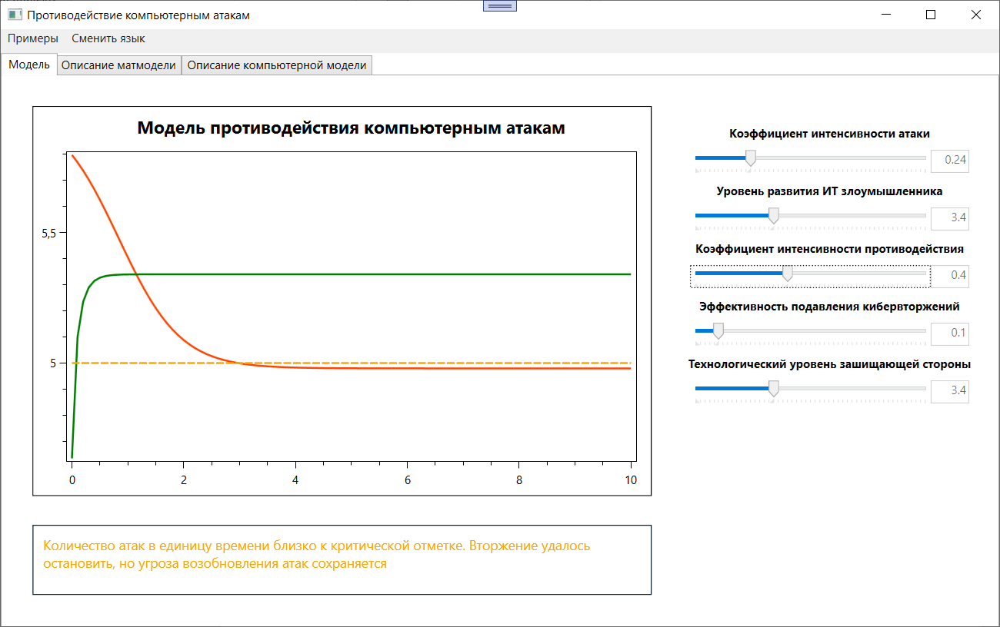 Противодействие компьютерным атакам
Примеры Сменить язык
Модель Описание матмодели Описание компьютерной модели
Модель противодействия компьютерным атакам
5,5
5
0 2 4 6 8 10
Количество атак в единицу времени близко к критической отметке. Вторжение удалось
остановить, но угроза возобновления атак сохраняется
Коэффициент интенсивности атаки
0.24
Уровень развития ИТ злоумышленника
3.4
Коэффициент интенсивности противодействия
0.4
Эффективность подавления кибервторжений
0.1
Технологический уровень зашищающей стороны
3.4